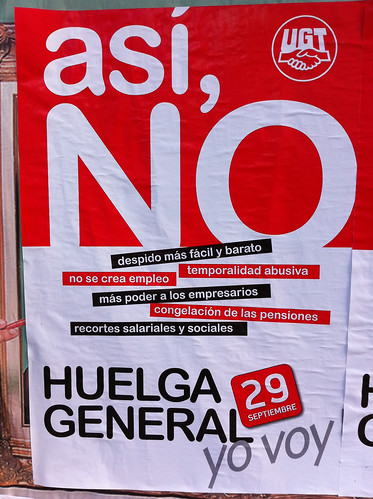 así,
UGT
NO
despido más fácil y barato
temporalidad abusiva
no se crea empleo
más poder a los empresarios
congelación de las pensiones
recortes salariales y sociales
HUELGA
GENERAL
29
SEPTIEMBRE
yo voy
H
G